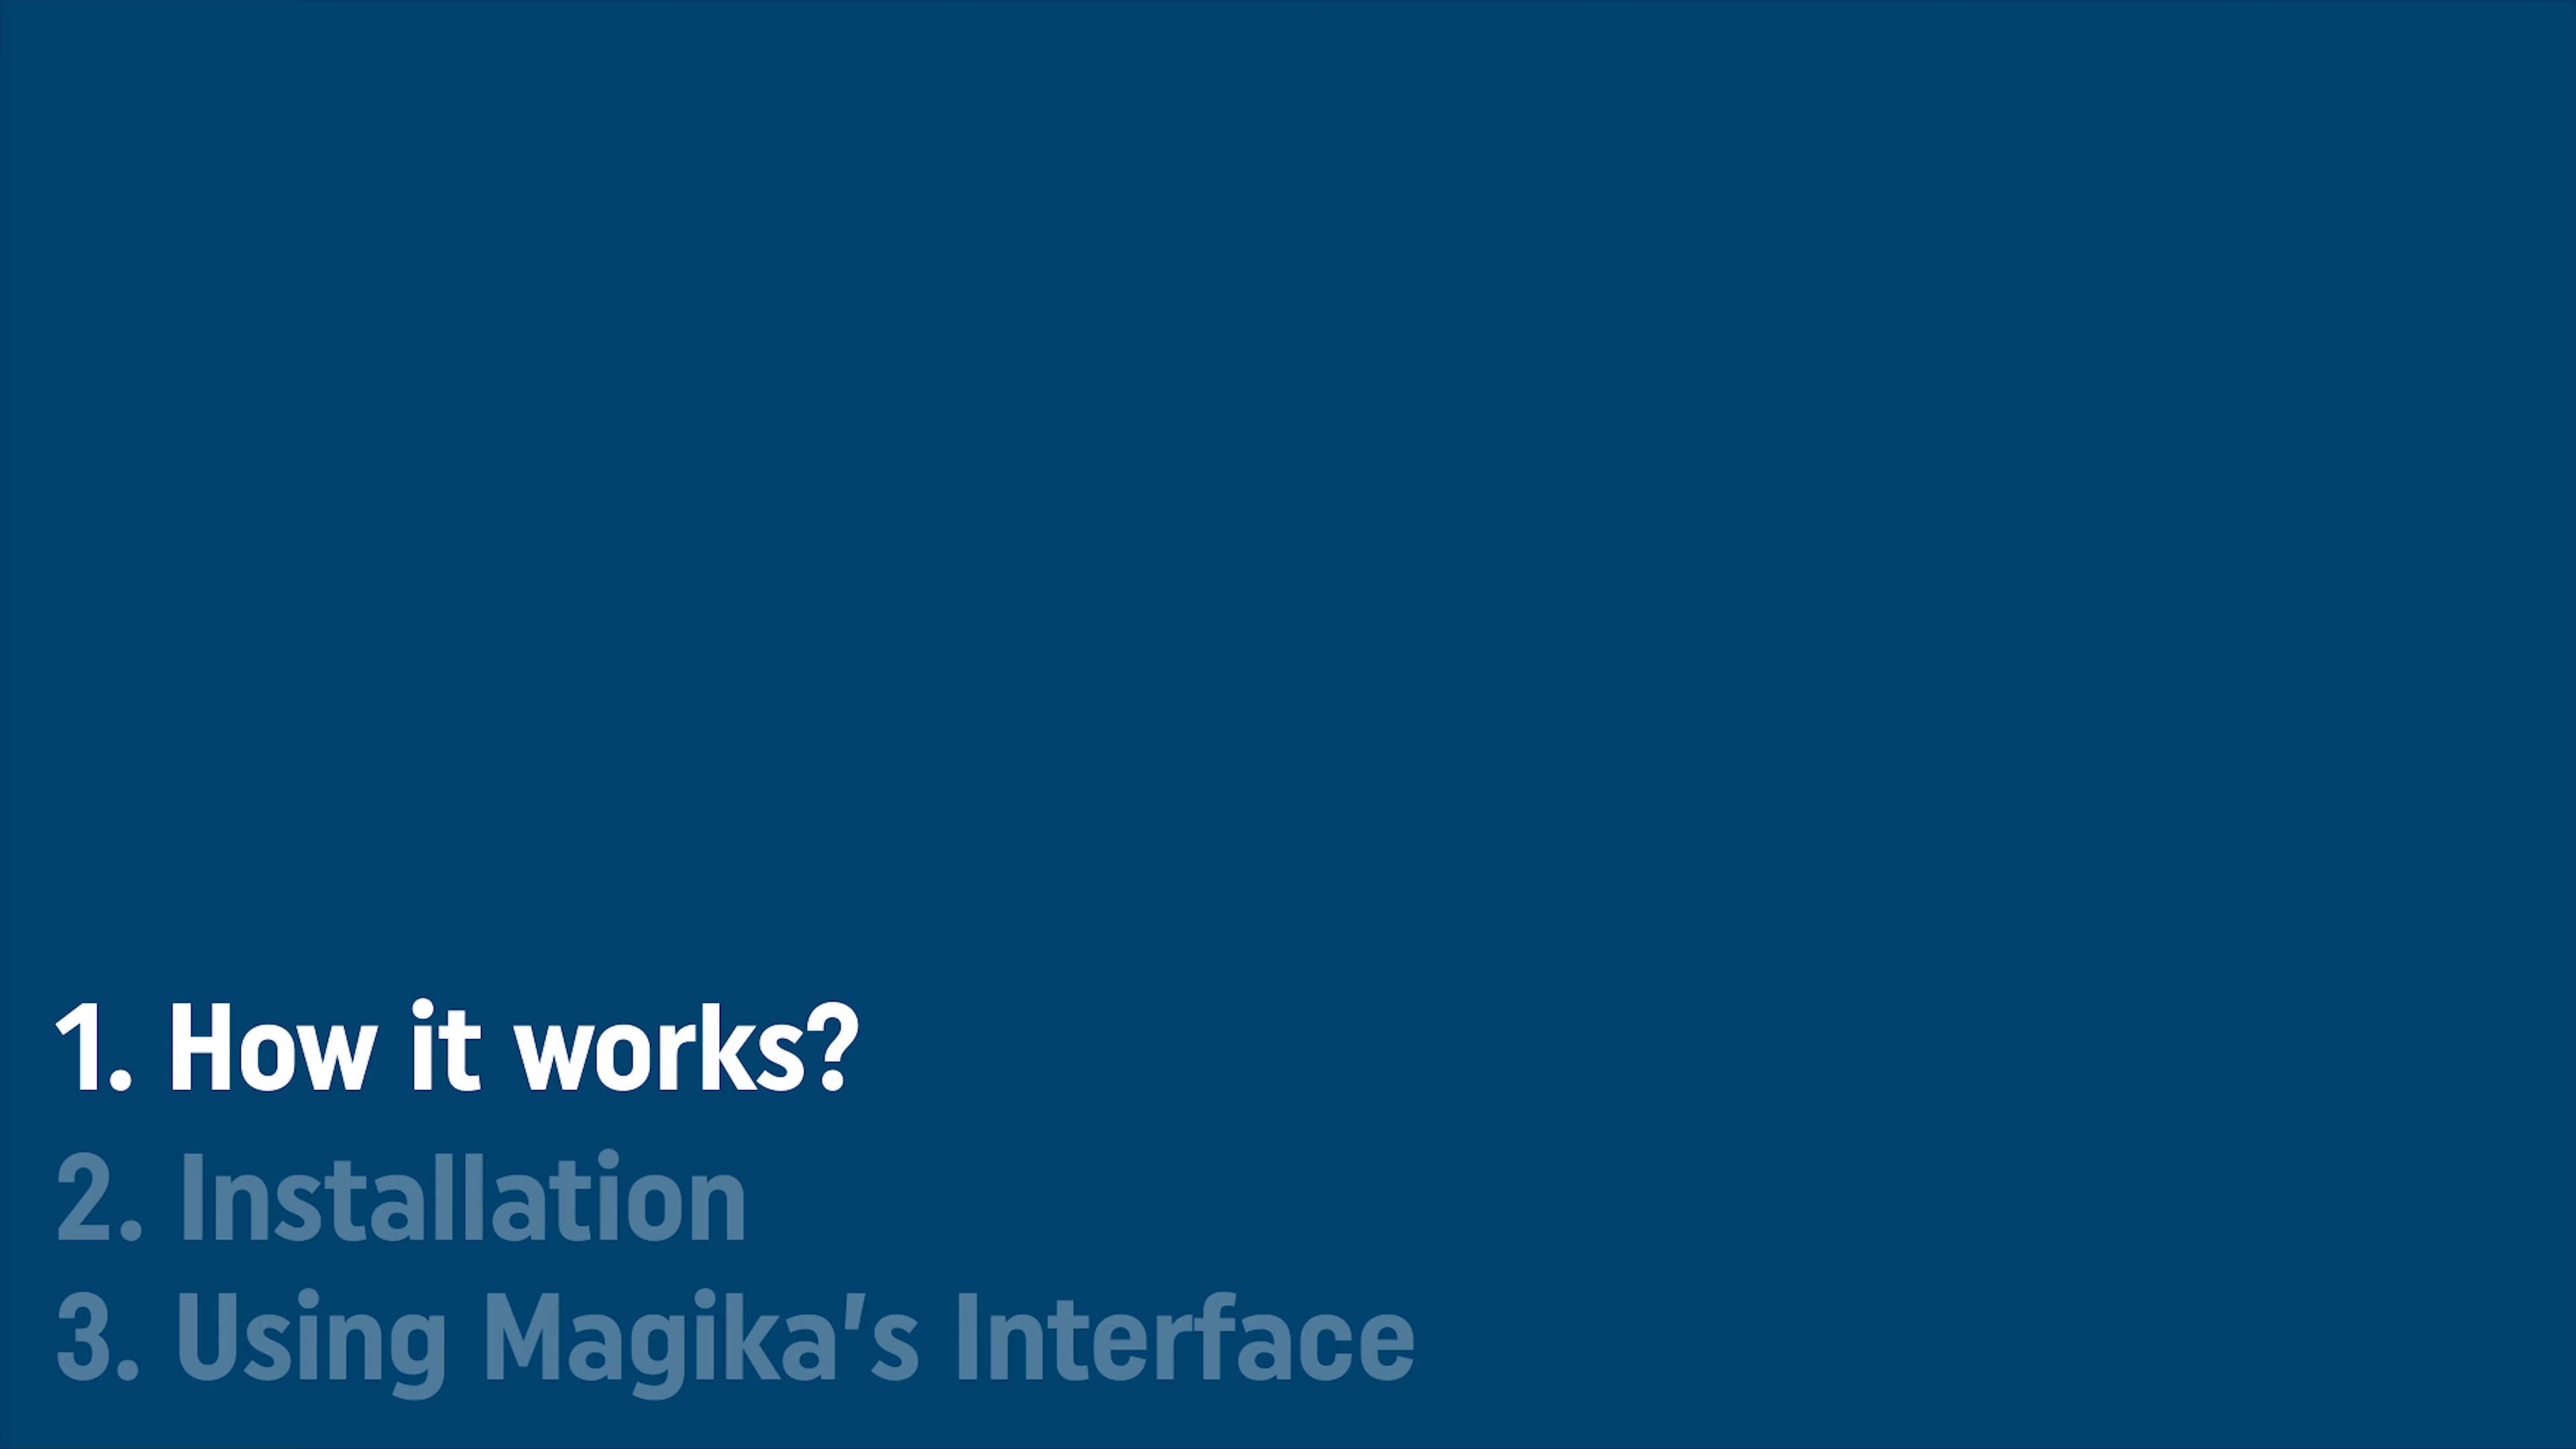 1. How it works?
2. Installation
3. Using Magika's Interface